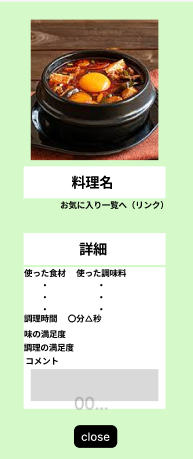 料理名
お気に入り一覧へ（リンク）
詳細
使った食材　使った調味料
・　・
・　・
・　・
調理時間　〇分△秒
味の満足度
調理の満足度
コメント
00...
close